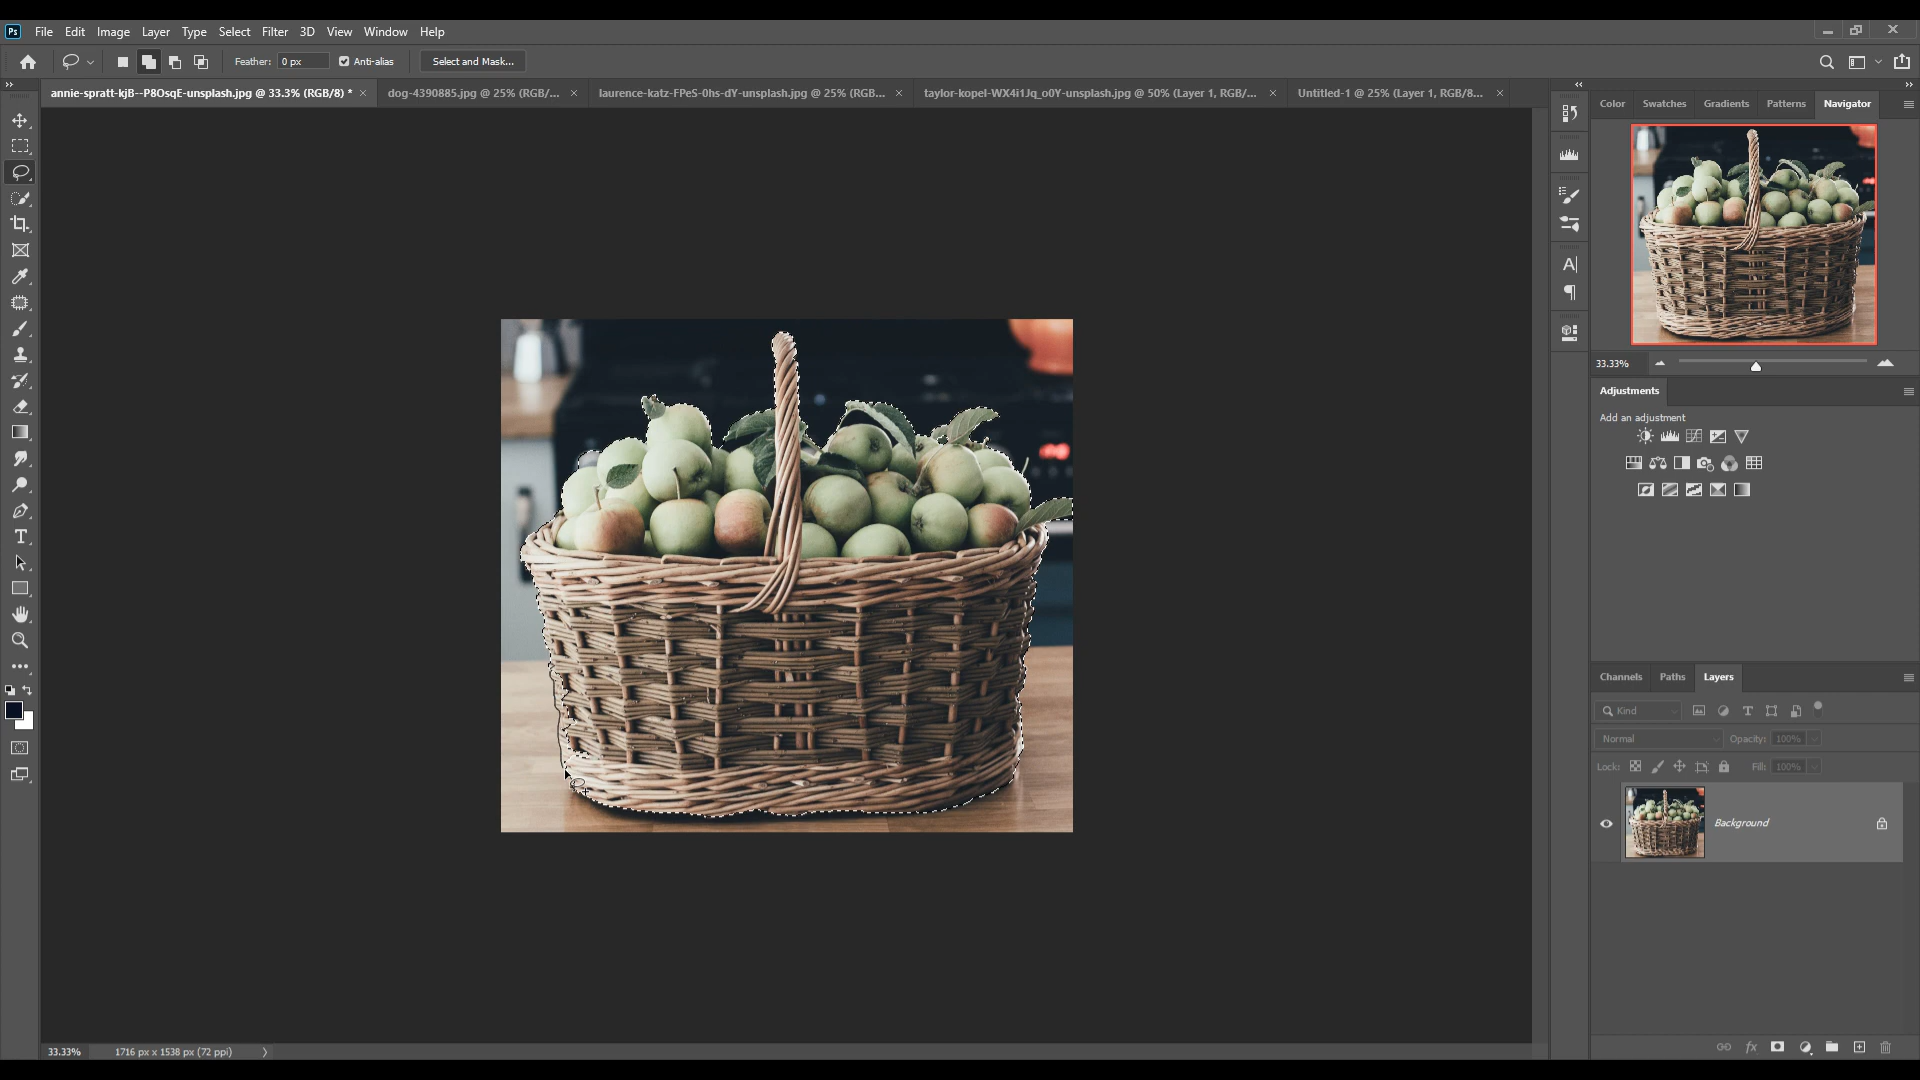 Ps File Edit Image Layer Type Select Filter 3D View Window Help
Feather: 0 px Anti-alias Select and Mask...
annie-spratt-kjB--P8OsqE-unsplash.jpg @ 33.3% (RGB/8) * × dog-4390885.jpg @ 25% (RGB/... × laurence-katz-FPeS-0hs-dY-unsplash.jpg @ 25% (RGB... × taylor-kopel-WX4i1Jq_o0Y-unsplash.jpg @ 50% (Layer 1, RGB/... × Untitled-1 @ 25% (Layer 1, RGB/8... ×
Color Swatches Gradients Patterns Navigator
33.33%
Adjustments
Add an adjustment
Channels Paths Layers
Kind
Normal Opacity: 100%
Lock: Fill: 100%
Background
fx
33.33% 1716 px x 1538 px (72 ppi)